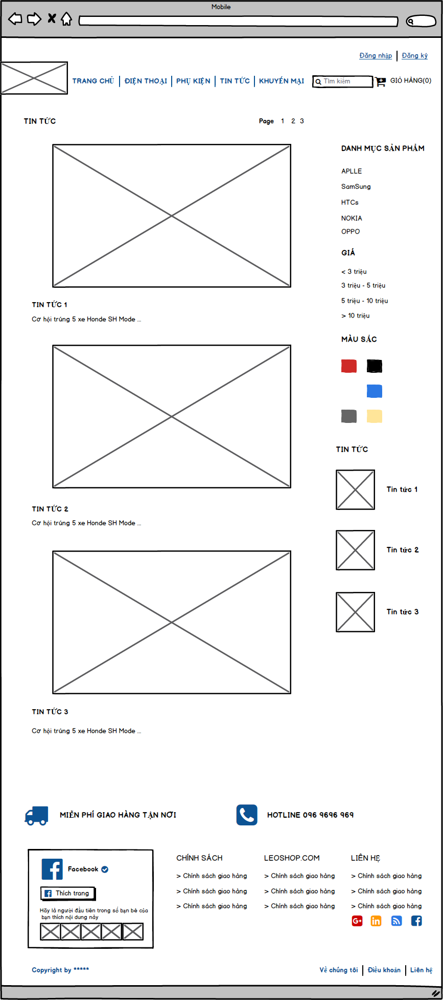 Mobile
Đăng nhập
Đăng ký
TRANG CHỦ
ĐIỆN THOẠI
PHỤ KIỆN
TIN TỨC
KHUYẾN MẠI
Tìm kiếm
GIỎ HÀNG(0)
TIN TỨC
Page 1 2 3
TIN TỨC 1
Cơ hội trúng 5 xe Honde SH Mode ...
TIN TỨC 2
Cơ hội trúng 5 xe Honde SH Mode ...
TIN TỨC 3
Cơ hội trúng 5 xe Honde SH Mode ...
DANH MỤC SẢN PHẨM
APLLE
SamSung
HTCs
NOKIA
OPPO
GIÁ
< 3 triệu
3 triệu - 5 triệu
5 triệu - 10 triệu
> 10 triệu
MÀU SẮC
TIN TỨC
Tin tức 1
Tin tức 2
Tin tức 3
MIỄN PHÍ GIAO HÀNG TẬN NƠI
HOTLINE 096 9696 969
Facebook
Thích trang
Hãy là người đầu tiên trong số bạn bè của
bạn thích nội dung này
CHÍNH SÁCH
> Chính sách giao hàng
> Chính sách giao hàng
> Chính sách giao hàng
LEOSHOP.COM
> Chính sách giao hàng
> Chính sách giao hàng
> Chính sách giao hàng
LIÊN HỆ
> Chính sách giao hàng
> Chính sách giao hàng
> Chính sách giao hàng
Copyright by *****
Về chúng tôi
Điều khoản
Liên hệ